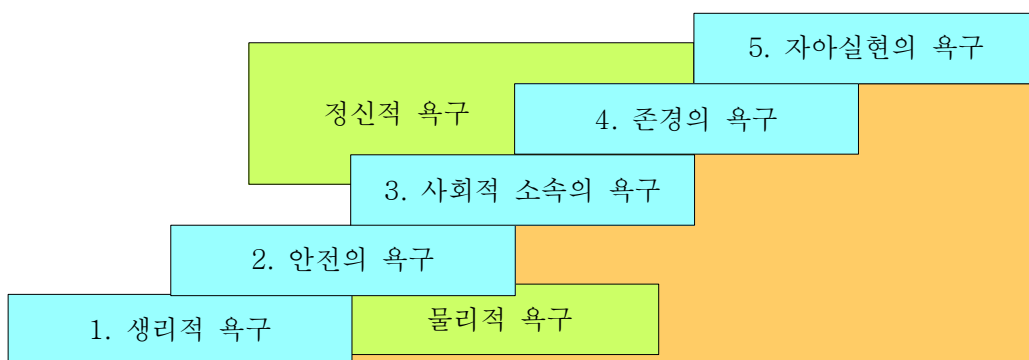 5. 자아실현의 욕구
정신적 욕구
4. 존경의 욕구
3. 사회적 소속의 욕구
2. 안전의 욕구
물리적 욕구
1. 생리적 욕구